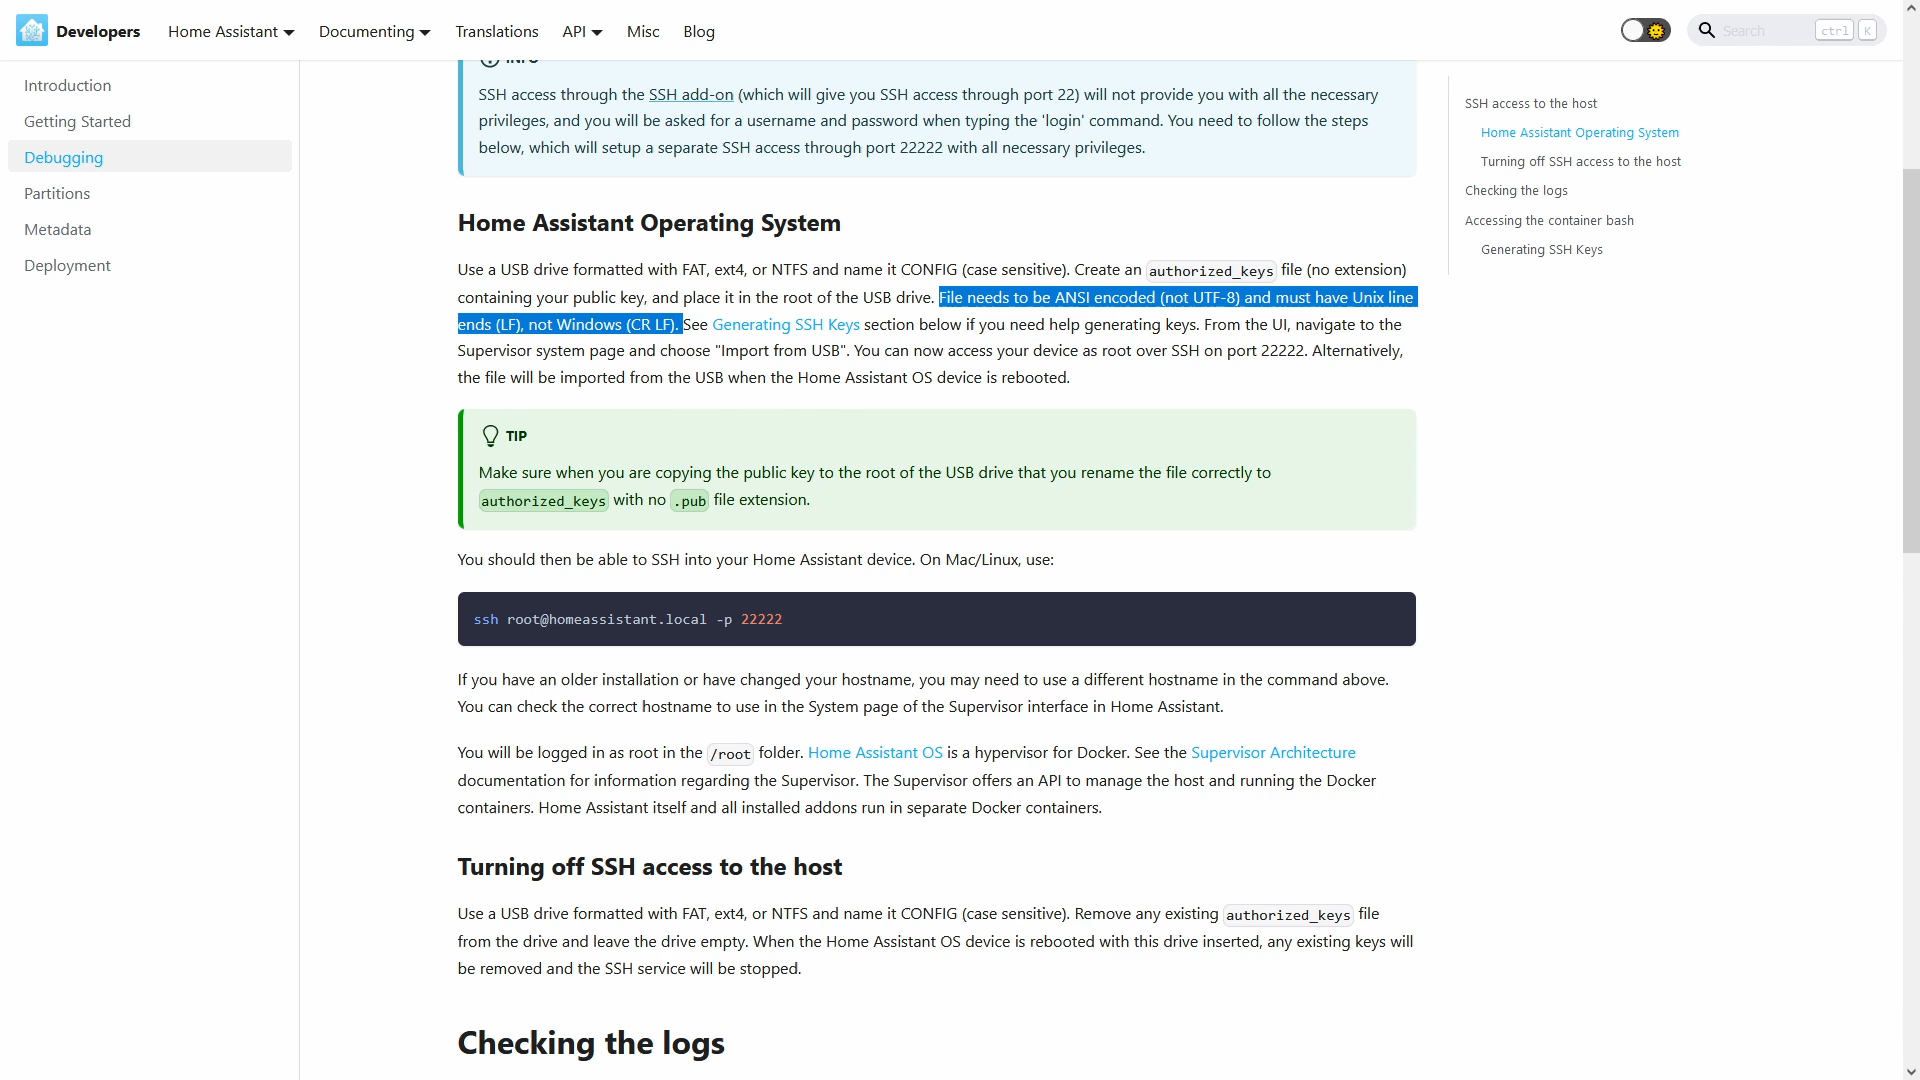 Developers Home Assistant Documenting Translations API Misc Blog Search ctrl K
Introduction
Getting Started
Debugging
Partitions
Metadata
Deployment
INFO
SSH access through the SSH add-on (which will give you SSH access through port 22) will not provide you with all the necessary
privileges, and you will be asked for a username and password when typing the 'login' command. You need to follow the steps
below, which will setup a separate SSH access through port 22222 with all necessary privileges.
Home Assistant Operating System
Use a USB drive formatted with FAT, ext4, or NTFS and name it CONFIG (case sensitive). Create an authorized_keys file (no extension)
containing your public key, and place it in the root of the USB drive. File needs to be ANSI encoded (not UTF-8) and must have Unix line
ends (LF), not Windows (CR LF). See Generating SSH Keys section below if you need help generating keys. From the UI, navigate to the
Supervisor system page and choose "Import from USB". You can now access your device as root over SSH on port 22222. Alternatively,
the file will be imported from the USB when the Home Assistant OS device is rebooted.
TIP
Make sure when you are copying the public key to the root of the USB drive that you rename the file correctly to
authorized_keys with no .pub file extension.
You should then be able to SSH into your Home Assistant device. On Mac/Linux, use:
ssh root@homeassistant.local -p 22222
If you have an older installation or have changed your hostname, you may need to use a different hostname in the command above.
You can check the correct hostname to use in the System page of the Supervisor interface in Home Assistant.
You will be logged in as root in the /root folder. Home Assistant OS is a hypervisor for Docker. See the Supervisor Architecture
documentation for information regarding the Supervisor. The Supervisor offers an API to manage the host and running the Docker
containers. Home Assistant itself and all installed addons run in separate Docker containers.
Turning off SSH access to the host
Use a USB drive formatted with FAT, ext4, or NTFS and name it CONFIG (case sensitive). Remove any existing authorized_keys file
from the drive and leave the drive empty. When the Home Assistant OS device is rebooted with this drive inserted, any existing keys will
be removed and the SSH service will be stopped.
Checking the logs
SSH access to the host
Home Assistant Operating System
Turning off SSH access to the host
Checking the logs
Accessing the container bash
Generating SSH Keys